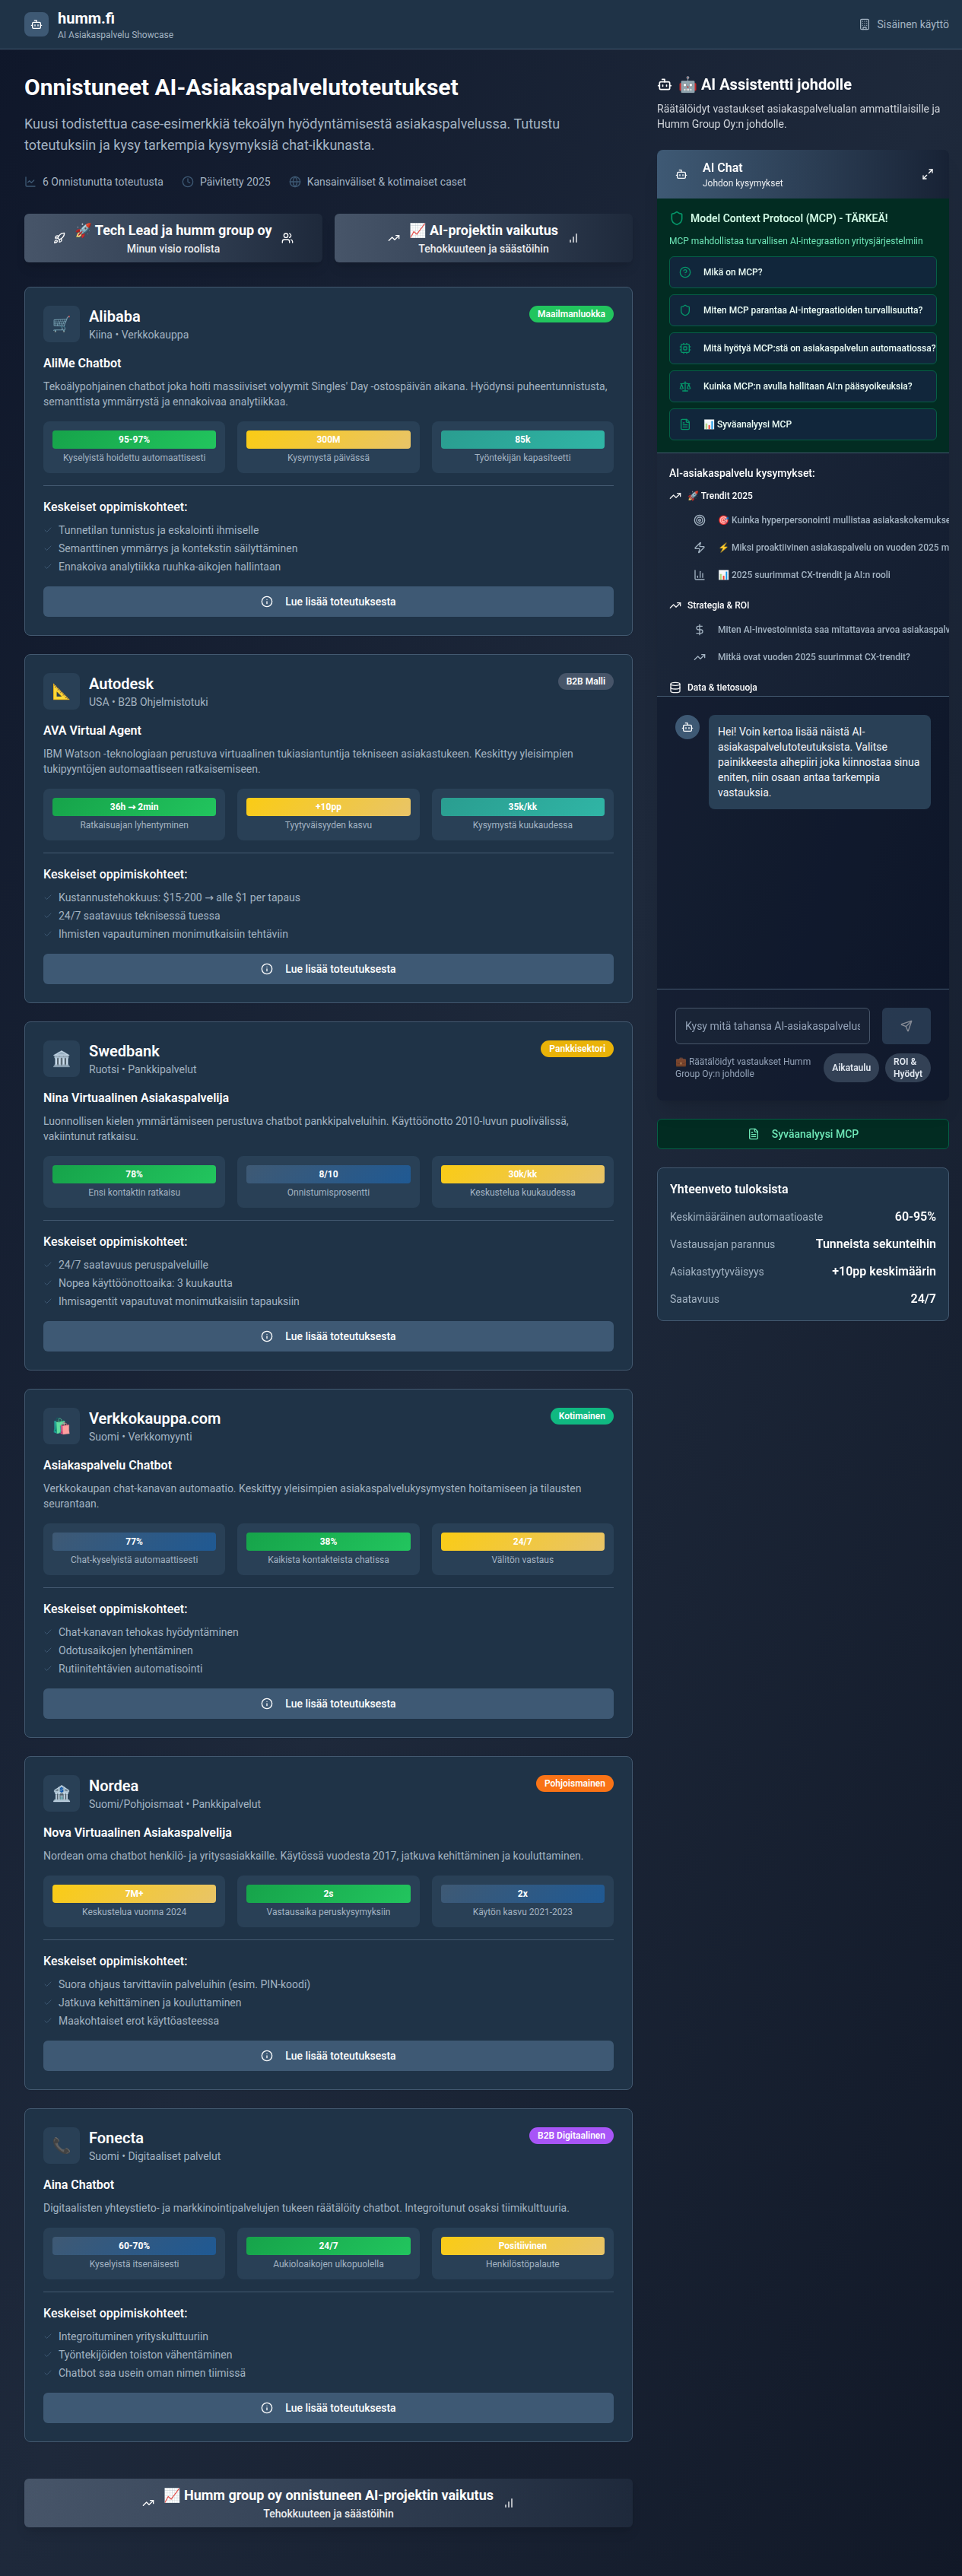 humm.fi
AI Asiakaspalvelu Showcase
Sisäinen käyttö
Onnistuneet AI-Asiakaspalvelutoteutukset
Kuusi todistettua case-esimerkkiä tekoälyn hyödyntämisestä asiakaspalvelussa. Tutustu
toteutuksiin ja kysy tarkempia kysymyksiä chat-ikkunasta.
6 Onnistunutta toteutusta
Päivitetty 2025
Kansainväliset & kotimaiset caset
🚀 Tech Lead ja humm group oy
Minun visio roolista
📈 AI-projektin vaikutus
Tehokkuuteen ja säästöihin
Alibaba
Kiina • Verkkokauppa
Maailmanluokka
AliMe Chatbot
Tekoälypohjainen chatbot joka hoiti massiiviset volyymit Singles' Day -ostospäivän aikana. Hyödynsi puheentunnistusta,
semanttista ymmärrystä ja ennakoivaa analytiikkaa.
95-97%
Kyselyistä hoidettu automaattisesti
300M
Kysymystä päivässä
85k
Työntekijän kapasiteetti
Keskeiset oppimiskohteet:
Tunnetilan tunnistus ja eskalointi ihmiselle
Semanttinen ymmärrys ja kontekstin säilyttäminen
Ennakoiva analytiikka ruuhka-aikojen hallintaan
Lue lisää toteutuksesta
Autodesk
USA • B2B Ohjelmistotuki
B2B Malli
AVA Virtual Agent
IBM Watson -teknologiaan perustuva virtuaalinen tukiasiantuntija tekniseen asiakastukeen. Keskittyy yleisimpien
tukipyyntöjen automaattiseen ratkaisemiseen.
36h → 2min
Ratkaisuajan lyhentyminen
+10pp
Tyytyväisyyden kasvu
35k/kk
Kysymystä kuukaudessa
Keskeiset oppimiskohteet:
Kustannustehokkuus: $15-200 → alle $1 per tapaus
24/7 saatavuus teknisessä tuessa
Ihmisten vapautuminen monimutkaisiin tehtäviin
Lue lisää toteutuksesta
Swedbank
Ruotsi • Pankkipalvelut
Pankkisektori
Nina Virtuaalinen Asiakaspalvelija
Luonnollisen kielen ymmärtämiseen perustuva chatbot pankkipalveluihin. Käyttöönotto 2010-luvun puolivälissä,
vakiintunut ratkaisu.
78%
Ensi kontaktin ratkaisu
8/10
Onnistumisprosentti
30k/kk
Keskustelua kuukaudessa
Keskeiset oppimiskohteet:
24/7 saatavuus peruspalveluille
Nopea käyttöönottoaika: 3 kuukautta
Ihmisagentit vapautuvat monimutkaisiin tapauksiin
Lue lisää toteutuksesta
Verkkokauppa.com
Suomi • Verkkomyynti
Kotimainen
Asiakaspalvelu Chatbot
Verkkokaupan chat-kanavan automaatio. Keskittyy yleisimpien asiakaspalvelukysymysten hoitamiseen ja tilausten
seurantaan.
77%
Chat-kyselyistä automaattisesti
38%
Kaikista kontakteista chatissa
24/7
Välitön vastaus
Keskeiset oppimiskohteet:
Chat-kanavan tehokas hyödyntäminen
Odotusaikojen lyhentäminen
Rutiinitehtävien automatisointi
Lue lisää toteutuksesta
Nordea
Suomi/Pohjoismaat • Pankkipalvelut
Pohjoismainen
Nova Virtuaalinen Asiakaspalvelija
Nordean oma chatbot henkilö- ja yritysasiakkaille. Käytössä vuodesta 2017, jatkuva kehittäminen ja kouluttaminen.
7M+
Keskustelua vuonna 2024
2s
Vastausaika peruskysymyksiin
2x
Käytön kasvu 2021-2023
Keskeiset oppimiskohteet:
Suora ohjaus tarvittaviin palveluihin (esim. PIN-koodi)
Jatkuva kehittäminen ja kouluttaminen
Maakohtaiset erot käyttöasteessa
Lue lisää toteutuksesta
Fonecta
Suomi • Digitaaliset palvelut
B2B Digitaalinen
Aina Chatbot
Digitaalisten yhteystieto- ja markkinointipalvelujen tukeen räätälöity chatbot. Integroitunut osaksi tiimikulttuuria.
60-70%
Kyselyistä itsenäisesti
24/7
Aukioloaikojen ulkopuolella
Positiivinen
Henkilöstöpalaute
Keskeiset oppimiskohteet:
Integroituminen yrityskulttuuriin
Työntekijöiden toiston vähentäminen
Chatbot saa usein oman nimen tiimissä
Lue lisää toteutuksesta
📈 Humm group oy onnistuneen AI-projektin vaikutus
Tehokkuuteen ja säästöihin
🤖 AI Assistentti johdolle
Räätälöidyt vastaukset asiakaspalvelualan ammattilaisille ja
Humm Group Oy:n johdolle.
AI Chat
Johdon kysymykset
Model Context Protocol (MCP) - TÄRKEÄ!
MCP mahdollistaa turvallisen AI-integraation yritysjärjestelmiin
Mikä on MCP?
Miten MCP parantaa AI-integraatioiden turvallisuutta?
Mitä hyötyä MCP:stä on asiakaspalvelun automaatiossa?
Kuinka MCP:n avulla hallitaan AI:n pääsyoikeuksia?
📊 Syväanalyysi MCP
AI-asiakaspalvelu kysymykset:
🚀 Trendit 2025
🎯 Kuinka hyperpersonointi mullistaa asiakaskokemukse
⚡ Miksi proaktiivinen asiakaspalvelu on vuoden 2025 m
📊 2025 suurimmat CX-trendit ja AI:n rooli
Strategia & ROI
Miten AI-investoinnista saa mitattavaa arvoa asiakaspalv
Mitkä ovat vuoden 2025 suurimmat CX-trendit?
Data & tietosuoja
Hei! Voin kertoa lisää näistä AI-
asiakaspalvelutoteutuksista. Valitse
painikkeesta aihepiiri joka kiinnostaa sinua
eniten, niin osaan antaa tarkempia
vastauksia.
Kysy mitä tahansa AI-asiakaspalvelus
💼 Räätälöidyt vastaukset Humm
Group Oy:n johdolle
Aikataulu
ROI &
Hyödyt
Syväanalyysi MCP
Yhteenveto tuloksista
Keskimääräinen automaatioaste
60-95%
Vastausajan parannus
Tunneista sekunteihin
Asiakastyytyväisyys
+10pp keskimäärin
Saatavuus
24/7